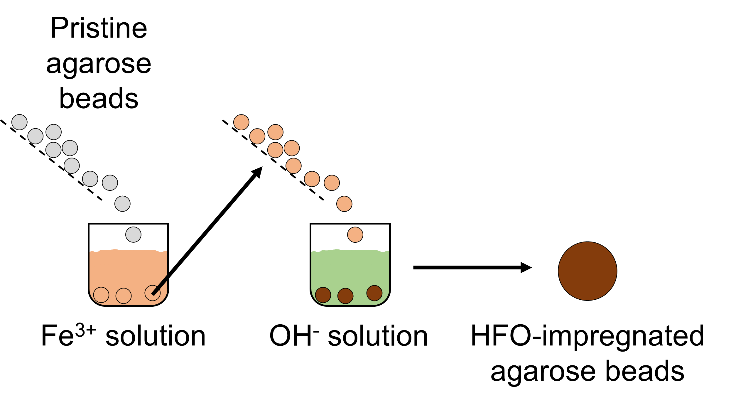 Pristine
agarose
beads
Fe³⁺ solution
OH⁻ solution
HFO-impregnated
agarose beads